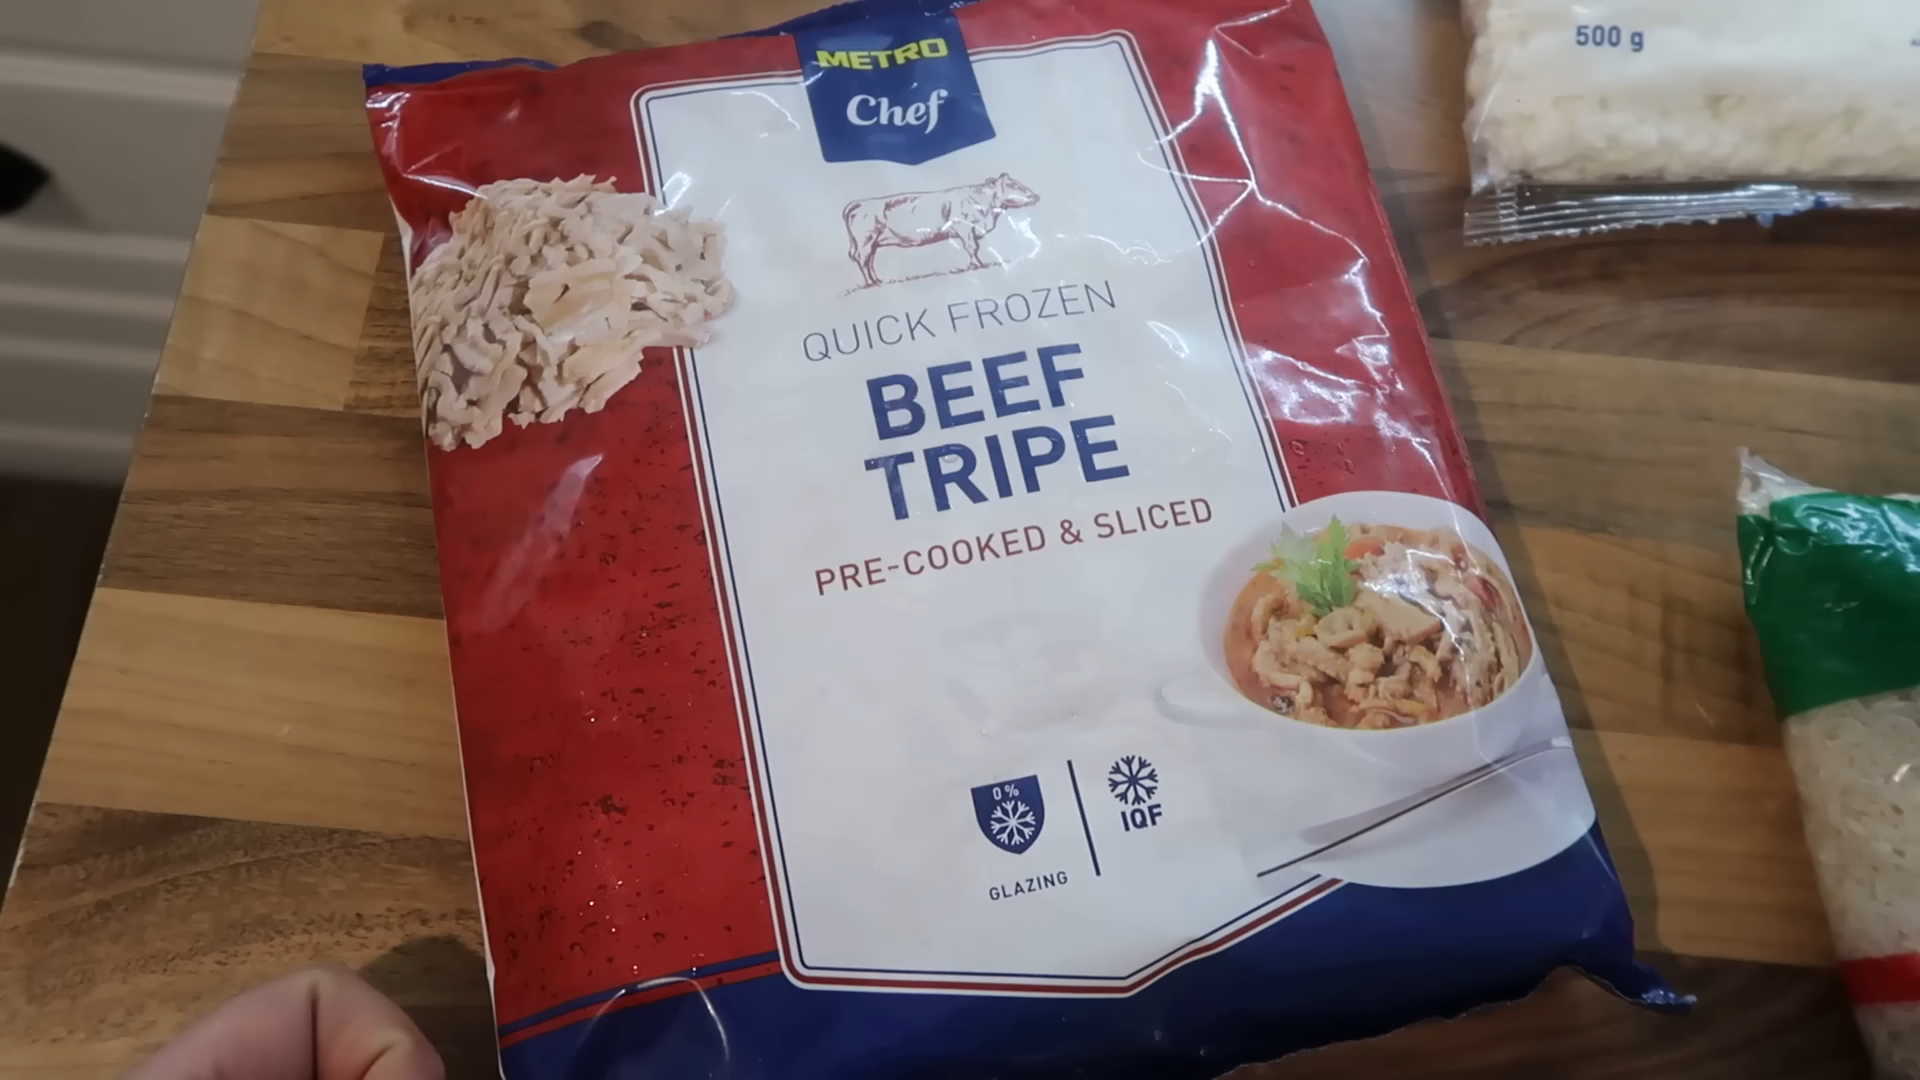 METRO
Chef
500 g
QUICK FROZEN
BEEF
TRIPE
PRE-COOKED & SLICED
0%
GLAZING
IQF